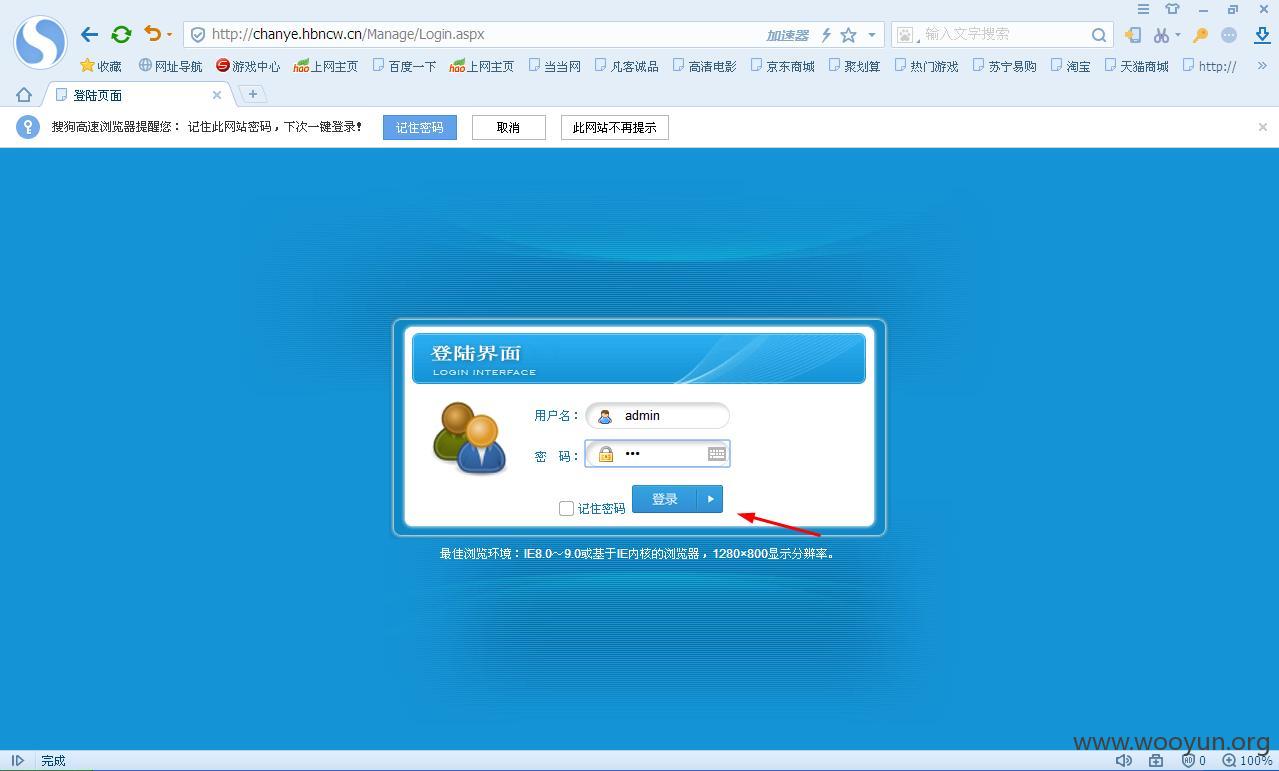 http://chanye.hbncw.cn/Manage/Login.aspx 加速器 输入文字搜索
收藏 网址导航 游戏中心 hao上网主页 百度一下 hao上网主页 当当网 凡客诚品 高清电影 京东商城 聚划算 热门游戏 苏宁易购 淘宝 天猫商城 http://
登陆页面
搜狗高速浏览器提醒您： 记住此网站密码，下次一键登录! 记住密码 取消 此网站不再提示
登陆界面
LOGIN INTERFACE
用户名： admin
密 码： •••
记住密码 登录
最佳浏览环境：IE8.0～9.0或基于IE内核的浏览器，1280×800显示分辨率。
www.wooyun.org
完成 0 100%